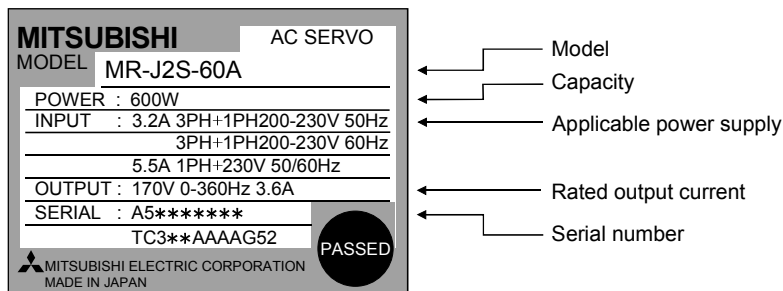 MITSUBISHI AC SERVO
MODEL MR-J2S-60A
POWER : 600W
INPUT : 3.2A 3PH+1PH200-230V 50Hz
3PH+1PH200-230V 60Hz
5.5A 1PH+230V 50/60Hz
OUTPUT : 170V 0-360Hz 3.6A
SERIAL : A5*******
TC3**AAAAG52
PASSED
MITSUBISHI ELECTRIC CORPORATION
MADE IN JAPAN
Model
Capacity
Applicable power supply
Rated output current
Serial number